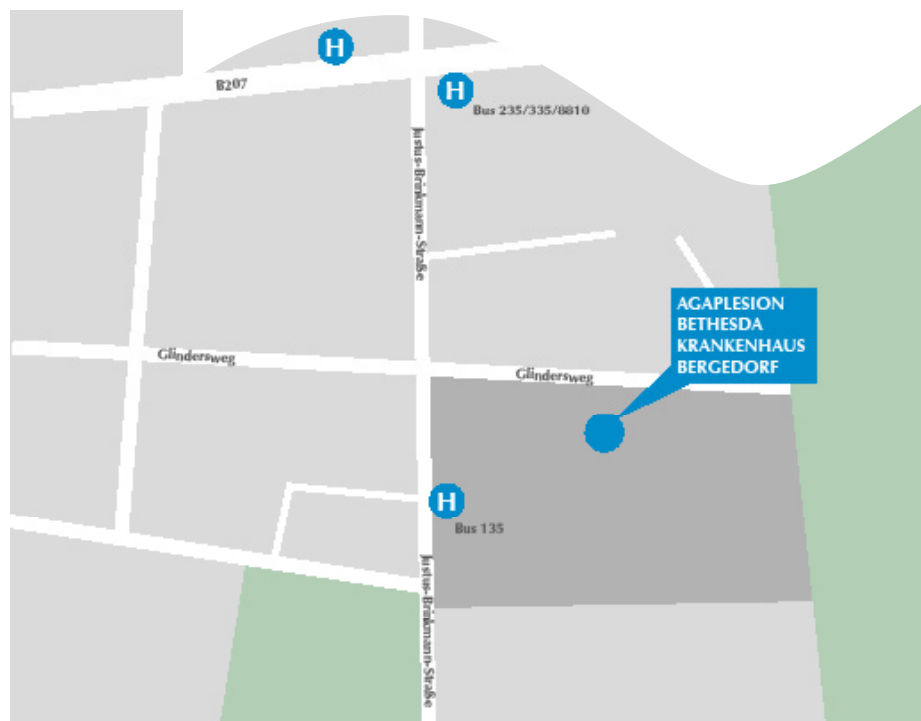 H
B207
H
Bus 235/335/8810
Justus-Brinkmann-Straße
AGAPLESION
BETHESDA
KRANKENHAUS
BERGEDORF
Glindersweg
Glindersweg
H
Bus 135
Justus-Brinkmann-Straße